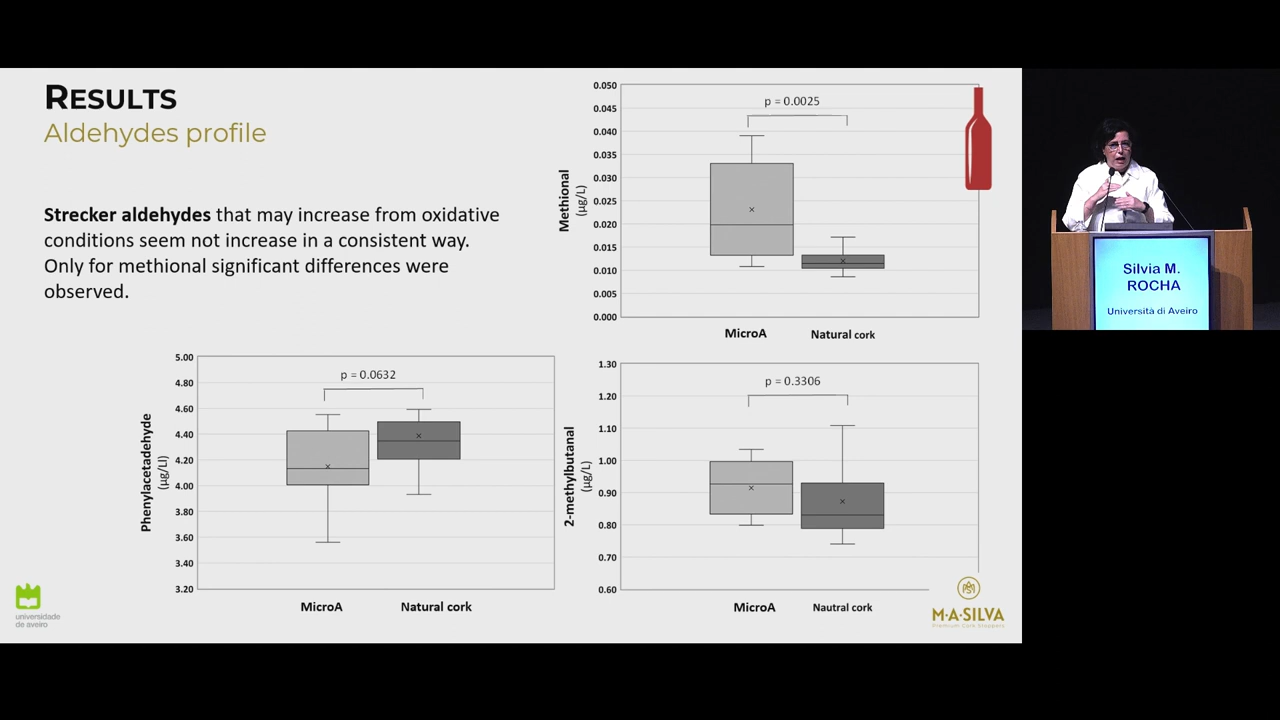 RESULTS
Aldehydes profile
Strecker aldehydes that may increase from oxidative
conditions seem not increase in a consistent way.
Only for methional significant differences were
observed.
Methional
(µg/L)
0.050
0.045
0.040
0.035
0.030
0.025
0.020
0.015
0.010
0.005
0.000
p = 0.0025
MicroA
Natural cork
Phenylacetadehyde
(µg/Ll)
5.00
4.80
4.60
4.40
4.20
4.00
3.80
3.60
3.40
3.20
p = 0.0632
MicroA
Natural cork
2-methylbutanal
(µg/L)
1.30
1.20
1.10
1.00
0.90
0.80
0.70
0.60
p = 0.3306
MicroA
Nautral cork
universidade
de aveiro
M·A·SILVA
Premium Cork Stoppers
Silvia M.
ROCHA
Università di Aveiro